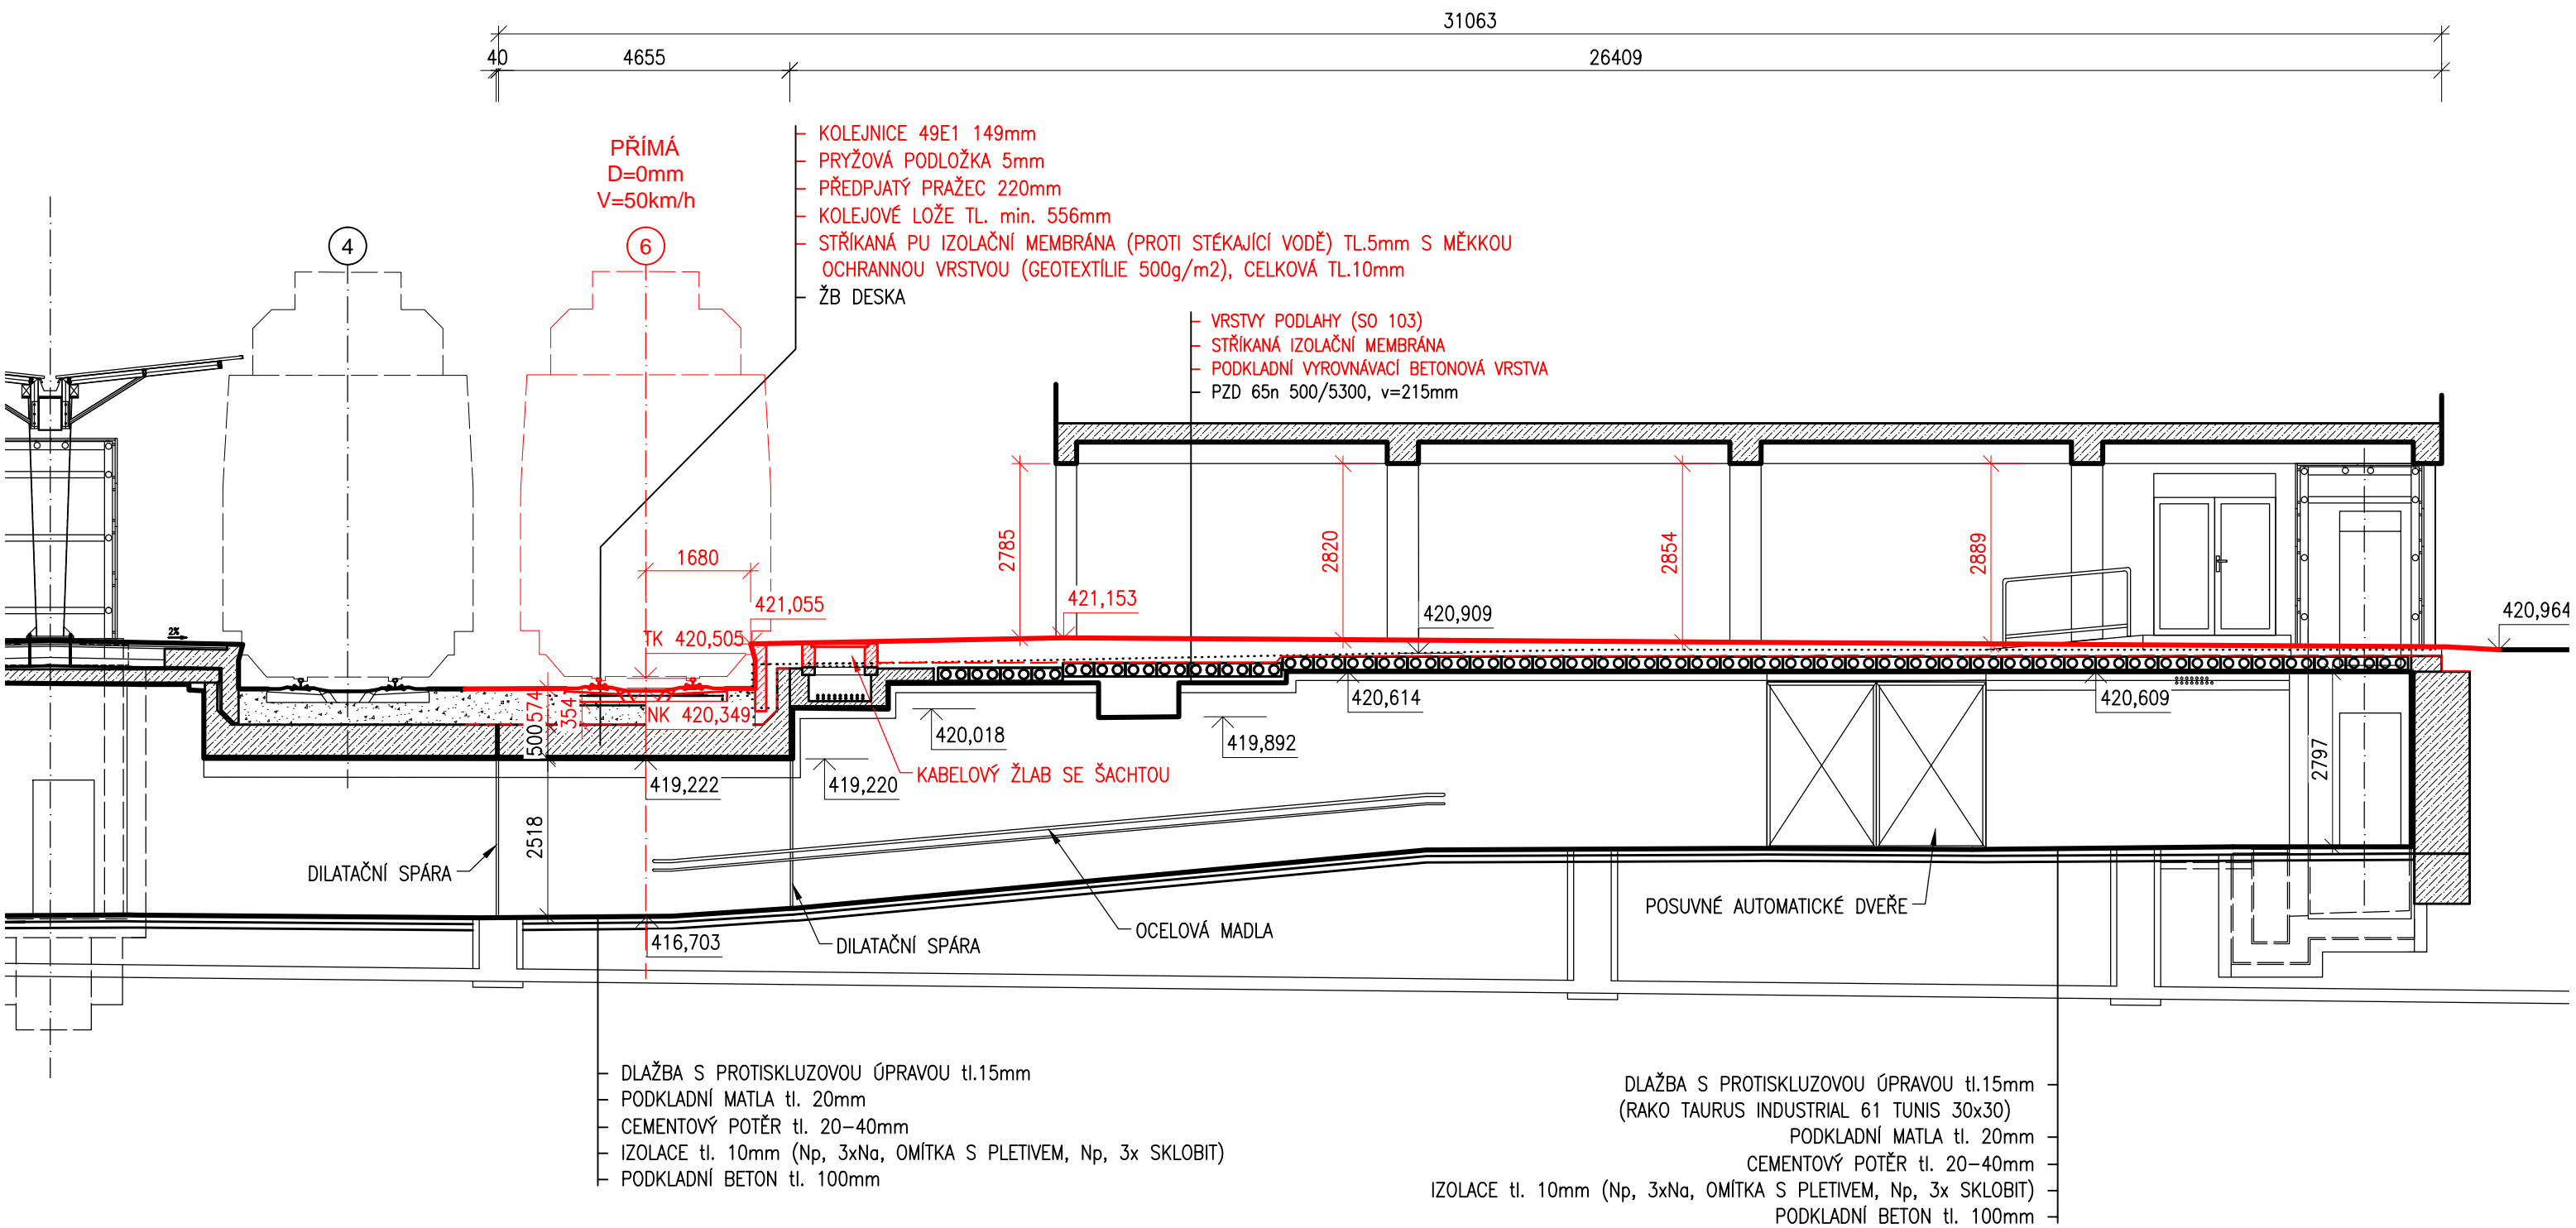 31063
40
4655
26409
PŘÍMÁ
D=0mm
V=50km/h
4
6
KOLEJNICE 49E1 149mm
PRYŽOVÁ PODLOŽKA 5mm
PŘEDPJATÝ PRAŽEC 220mm
KOLEJOVÉ LOŽE TL. min. 556mm
STŘÍKANÁ PU IZOLAČNÍ MEMBRÁNA (PROTI STÉKAJÍCÍ VODĚ) TL.5mm S MĚKKOU
OCHRANNOU VRSTVOU (GEOTEXTÍLIE 500g/m2), CELKOVÁ TL.10mm
ŽB DESKA
VRSTVY PODLAHY (SO 103)
STŘÍKANÁ IZOLAČNÍ MEMBRÁNA
PODKLADNÍ VYROVNÁVACÍ BETONOVÁ VRSTVA
PZD 65n 500/5300, v=215mm
2785
2820
2854
2889
1680
421,055
421,153
420,909
420,964
2%
TK 420,505
NK 420,349
574
354
500
420,614
420,609
420,018
419,892
419,222
419,220
KABELOVÝ ŽLAB SE ŠACHTOU
2797
2518
DILATAČNÍ SPÁRA
416,703
DILATAČNÍ SPÁRA
OCELOVÁ MADLA
POSUVNÉ AUTOMATICKÉ DVEŘE
DLAŽBA S PROTISKLUZOVOU ÚPRAVOU tl.15mm
PODKLADNÍ MATLA tl. 20mm
CEMENTOVÝ POTĚR tl. 20-40mm
IZOLACE tl. 10mm (Np, 3xNa, OMÍTKA S PLETIVEM, Np, 3x SKLOBIT)
PODKLADNÍ BETON tl. 100mm
DLAŽBA S PROTISKLUZOVOU ÚPRAVOU tl.15mm
(RAKO TAURUS INDUSTRIAL 61 TUNIS 30x30)
PODKLADNÍ MATLA tl. 20mm
CEMENTOVÝ POTĚR tl. 20-40mm
IZOLACE tl. 10mm (Np, 3xNa, OMÍTKA S PLETIVEM, Np, 3x SKLOBIT)
PODKLADNÍ BETON tl. 100mm